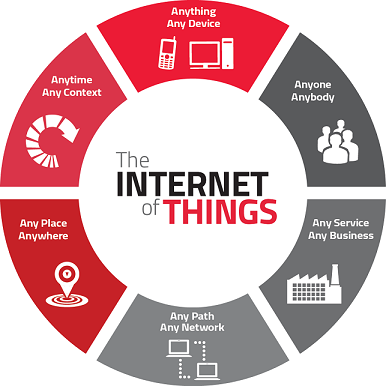 Anything
Any Device
Anyone
Anybody
Any Service
Any Business
Any Path
Any Network
Any Place
Anywhere
Anytime
Any Context
The
INTERNET
of THINGS